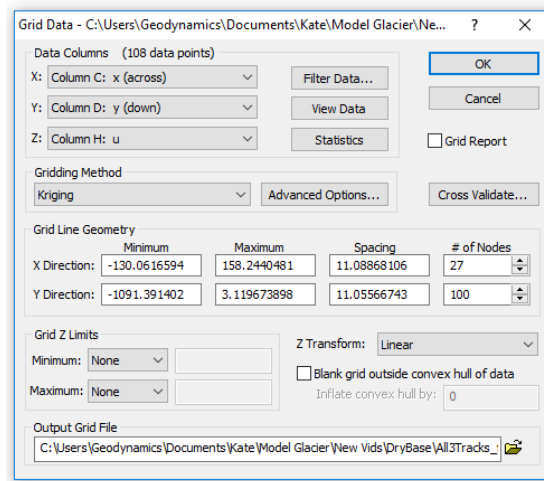 Grid Data - C:\Users\Geodynamics\Documents\Kate\Model Glacier\Ne... ? ×
Data Columns (108 data points)
X: Column C: x (across)
Filter Data...
OK
Y: Column D: y (down)
View Data
Cancel
Z: Column H: u
Statistics
Grid Report
Gridding Method
Kriging
Advanced Options...
Cross Validate...
Grid Line Geometry
Minimum Maximum Spacing # of Nodes
X Direction: -130.0616594 158.2440481 11.08868106 27
Y Direction: -1091.391402 3.119673898 11.05566743 100
Grid Z Limits
Z Transform: Linear
Minimum: None
Blank grid outside convex hull of data
Maximum: None
Inflate convex hull by: 0
Output Grid File
C:\Users\Geodynamics\Documents\Kate\Model Glacier\New Vids\DryBase\All3Tracks_